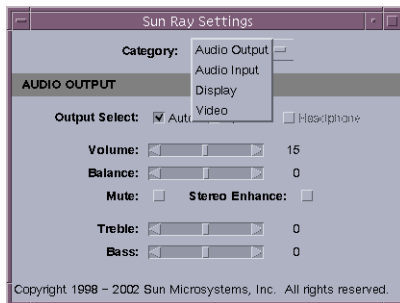 Sun Ray Settings
Category: Audio Output
Audio Input
Display
Video
AUDIO OUTPUT
Output Select: Auto Headphone
Volume: 15
Balance: 0
Mute: Stereo Enhance:
Treble: 0
Bass: 0
Copyright 1998 - 2002 Sun Microsystems, Inc. All rights reserved.